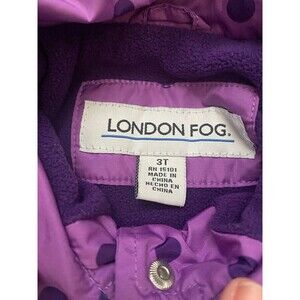 LONDON FOG.
3T
RN 15101
MADE IN
CHINA
HECHO EN
CHINA